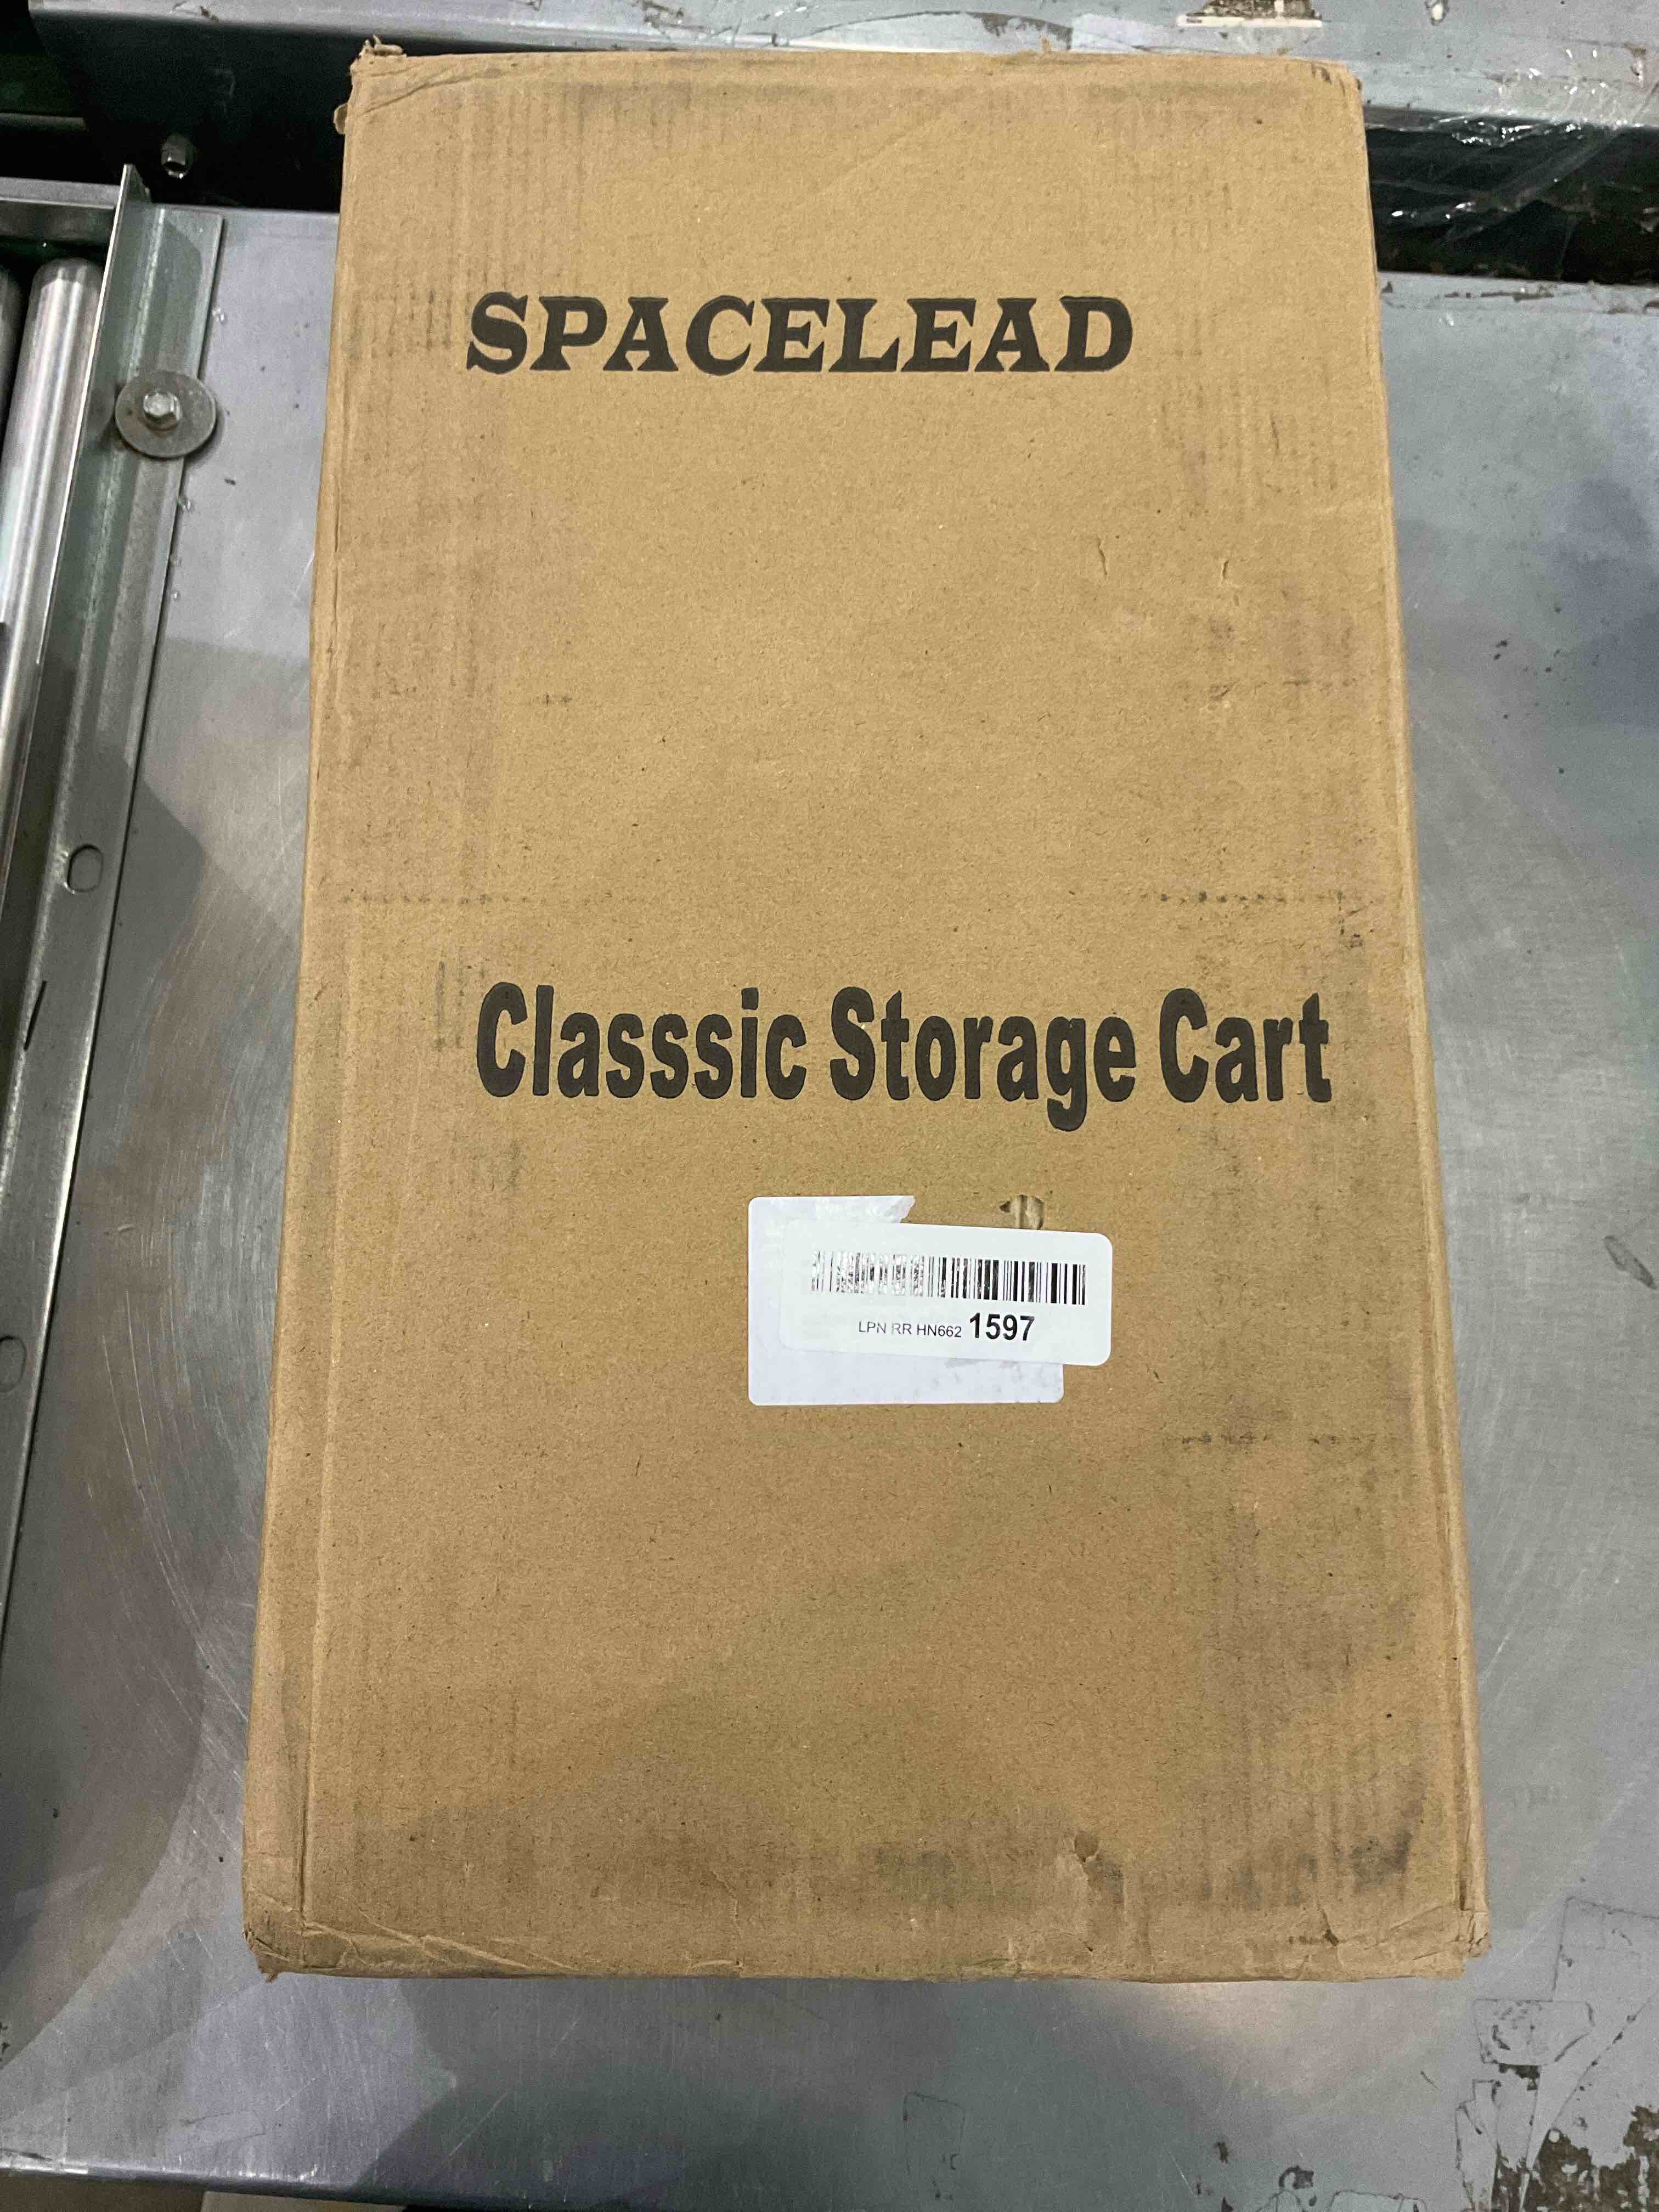 SPACELEAD
Classsic Storage Cart
LPN RR HN662 1597